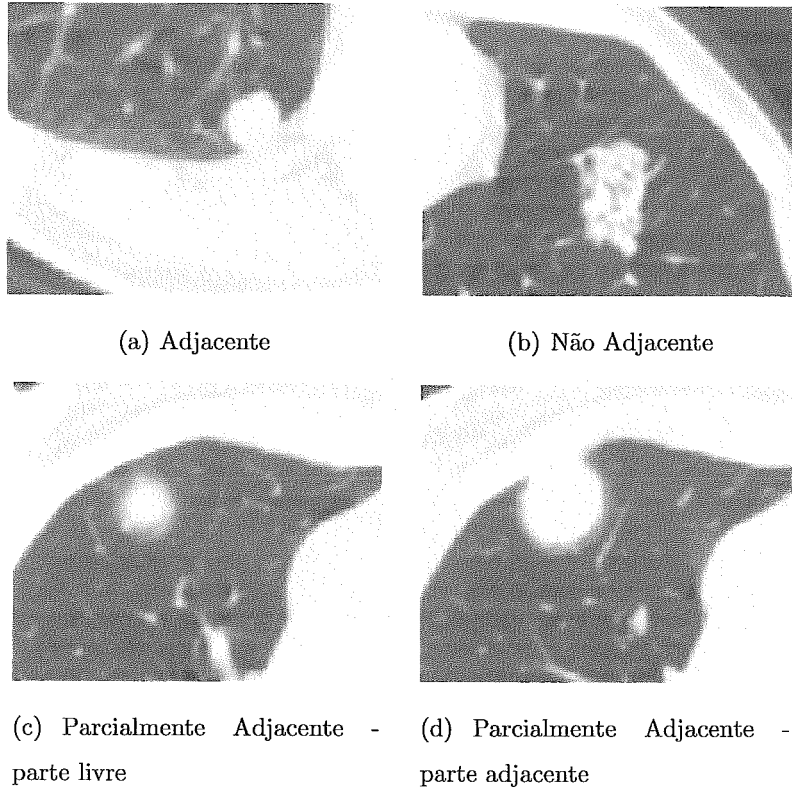 (a) Adjacente
(b) Não Adjacente
(c) Parcialmente Adjacente -
parte livre
(d) Parcialmente Adjacente -
parte adjacente